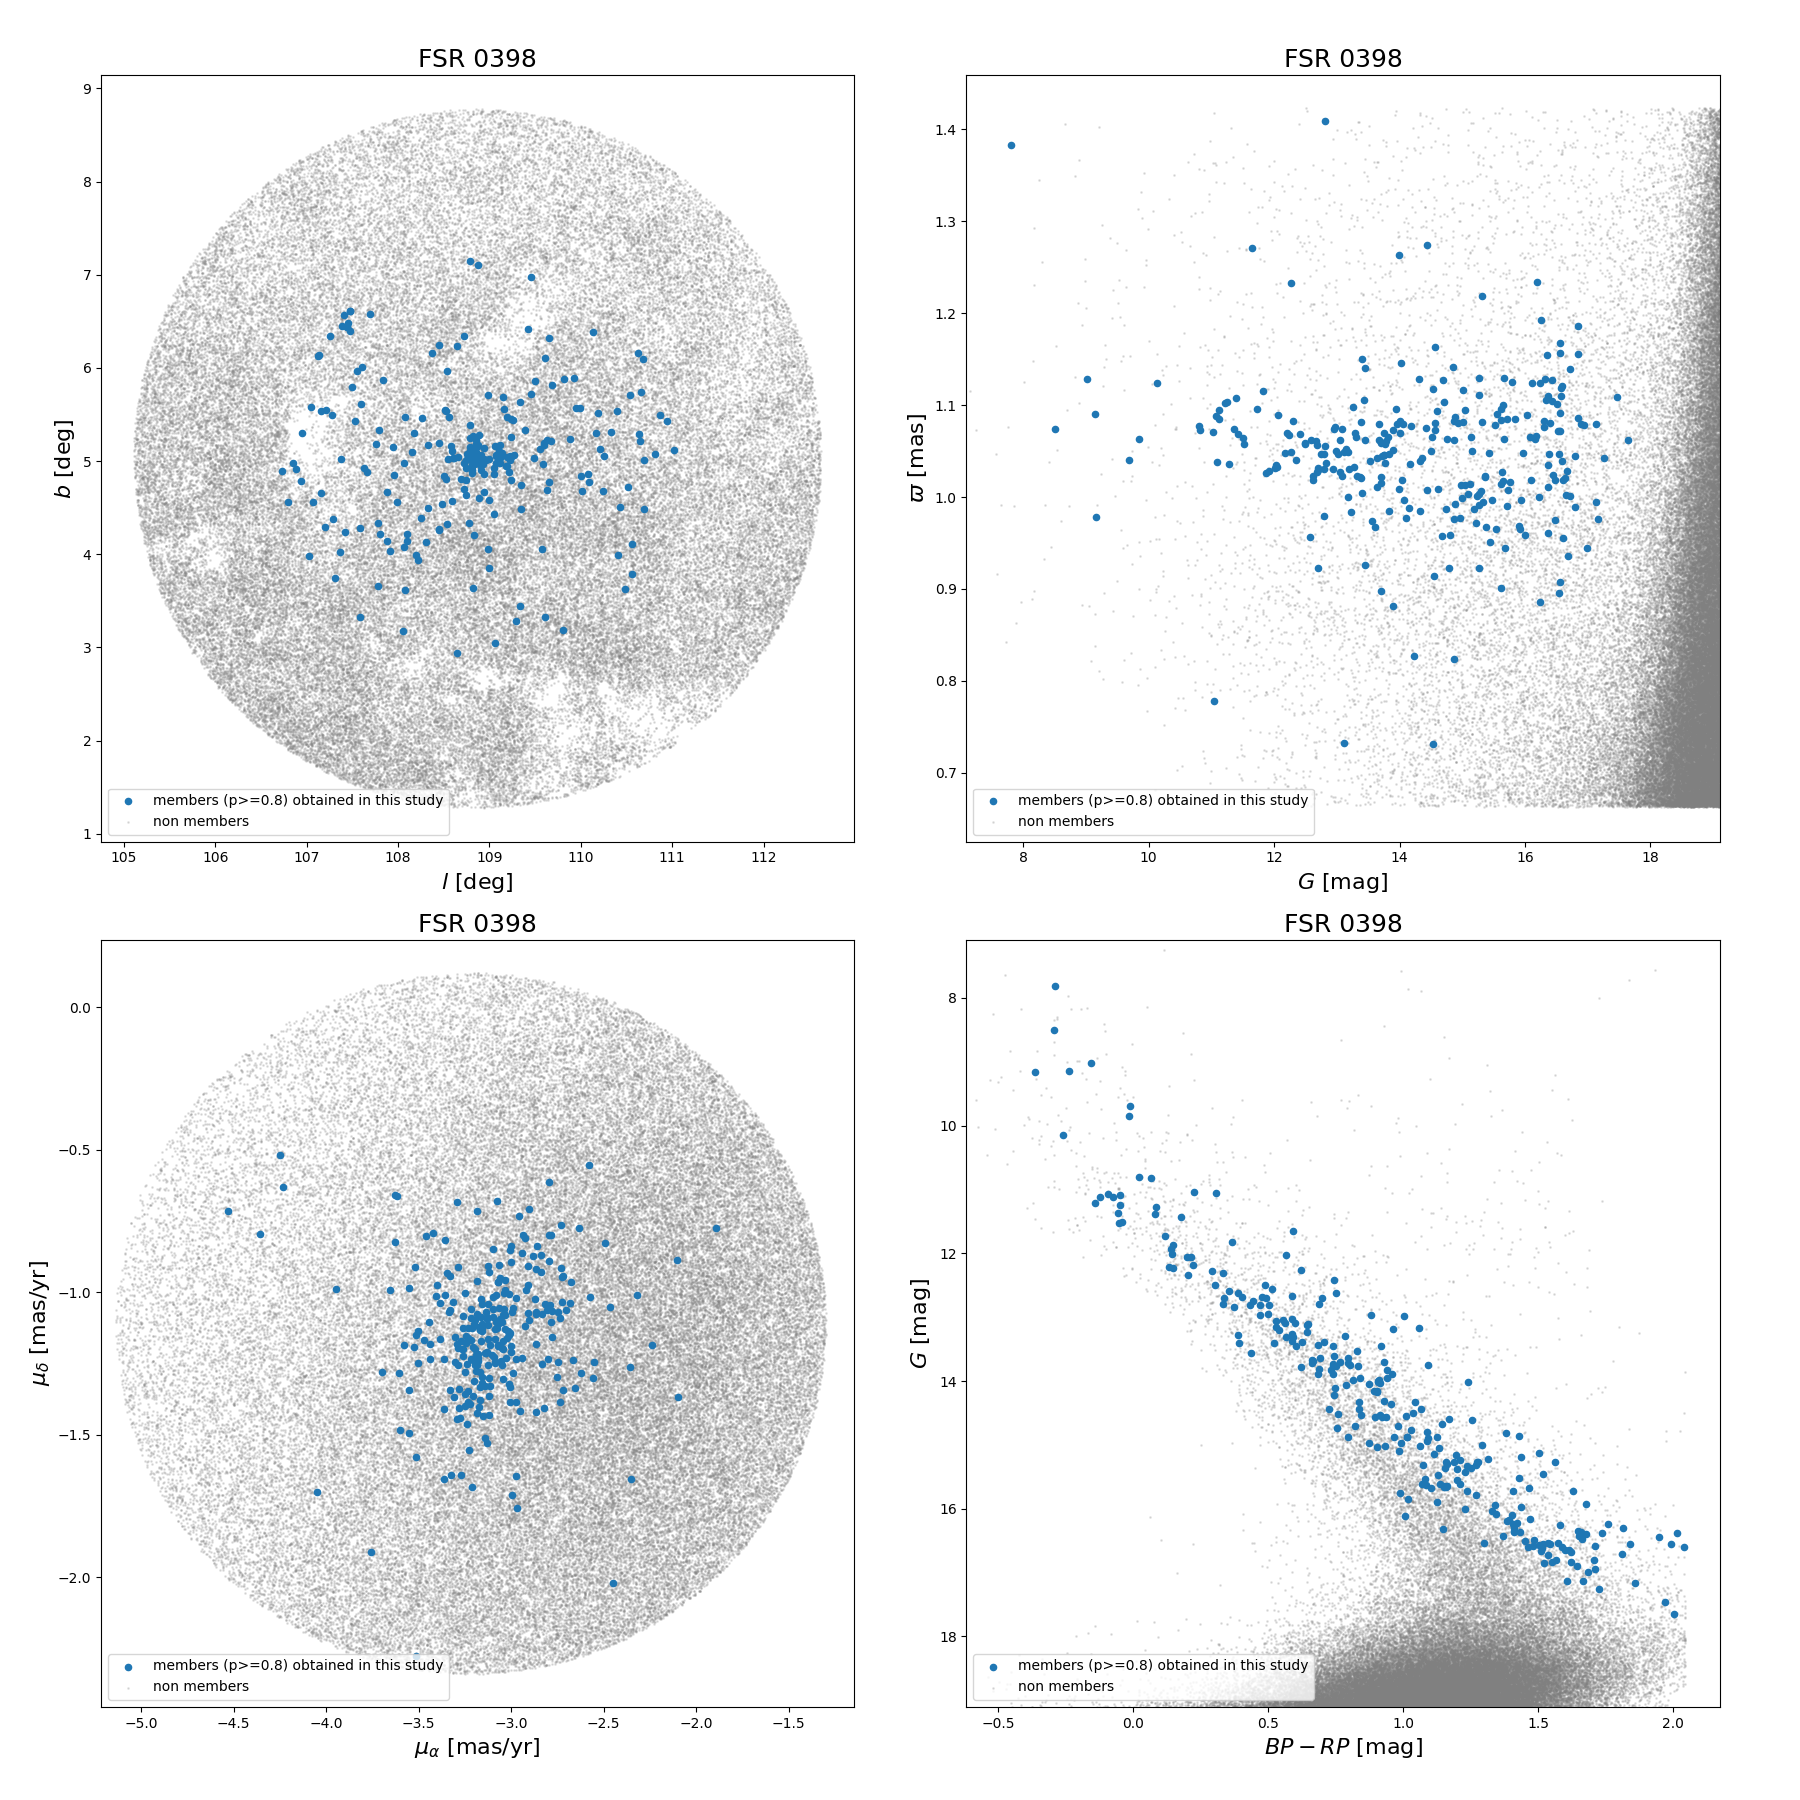 FSR 0398
9
8
7
6
5
4
3
2
1
b [deg]
members (p>=0.8) obtained in this study
non members
105 106 107 108 109 110 111 112
l [deg]
FSR 0398
1.4
1.3
1.2
1.1
1.0
0.9
0.8
0.7
ϖ [mas]
members (p>=0.8) obtained in this study
non members
8 10 12 14 16 18
G [mag]
FSR 0398
0.0
−0.5
−1.0
−1.5
−2.0
μδ [mas/yr]
members (p>=0.8) obtained in this study
non members
−5.0 −4.5 −4.0 −3.5 −3.0 −2.5 −2.0 −1.5
μα [mas/yr]
FSR 0398
8
10
12
14
16
18
G [mag]
members (p>=0.8) obtained in this study
non members
−0.5 0.0 0.5 1.0 1.5 2.0
BP − RP [mag]